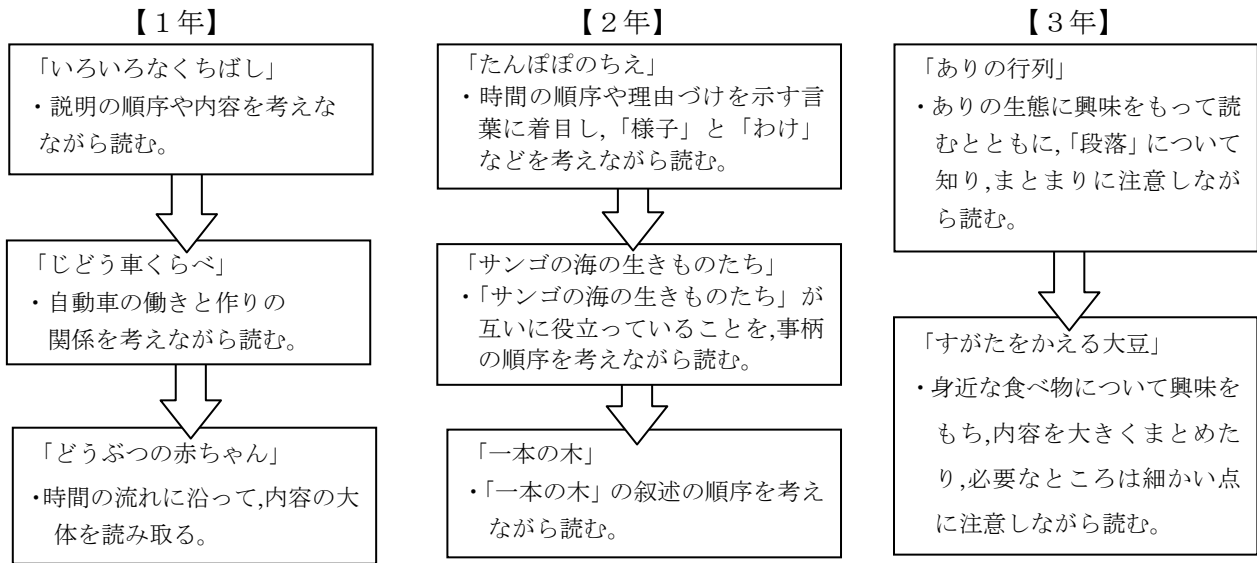 【１年】
「いろいろなくちばし」
・説明の順序や内容を考えな
ながら読む。
「じどう車くらべ」
・自動車の働きと作りの
関係を考えながら読む。
「どうぶつの赤ちゃん」
・時間の流れに沿って,内容の大
体を読み取る。
【２年】
「たんぽぽのちえ」
・時間の順序や理由づけを示す言
葉に着目し,「様子」と「わけ」
などを考えながら読む。
「サンゴの海の生きものたち」
・「サンゴの海の生きものたち」が
互いに役立っていることを,事柄
の順序を考えながら読む。
「一本の木」
・「一本の木」の叙述の順序を考え
ながら読む。
【３年】
「ありの行列」
・ありの生態に興味をもって読
むとともに,「段落」について
知り,まとまりに注意しなが
ら読む。
「すがたをかえる大豆」
・身近な食べ物について興味を
もち,内容を大きくまとめた
り,必要なところは細かい点
に注意しながら読む。